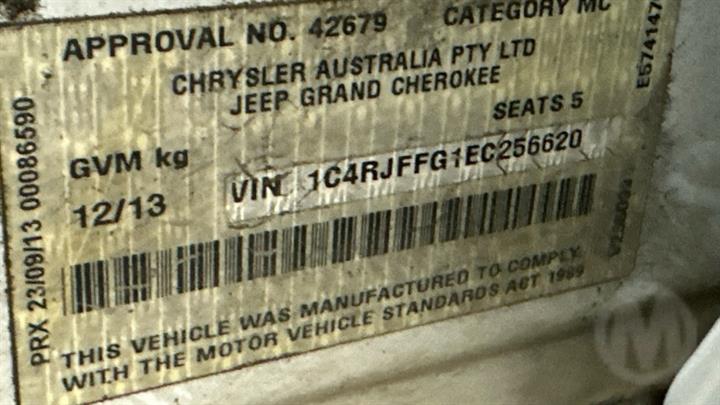 APPROVAL NO. 42679 CATEGORY MC
CHRYSLER AUSTRALIA PTY LTD
JEEP GRAND CHEROKEE
SEATS 5
GVM kg
12/13
VIN 1C4RJFFG1EC256620
THIS VEHICLE WAS MANUFACTURED TO COMPLY
WITH THE MOTOR VEHICLE STANDARDS ACT 1989
PRX 23/09/13 00086590
E574147
M